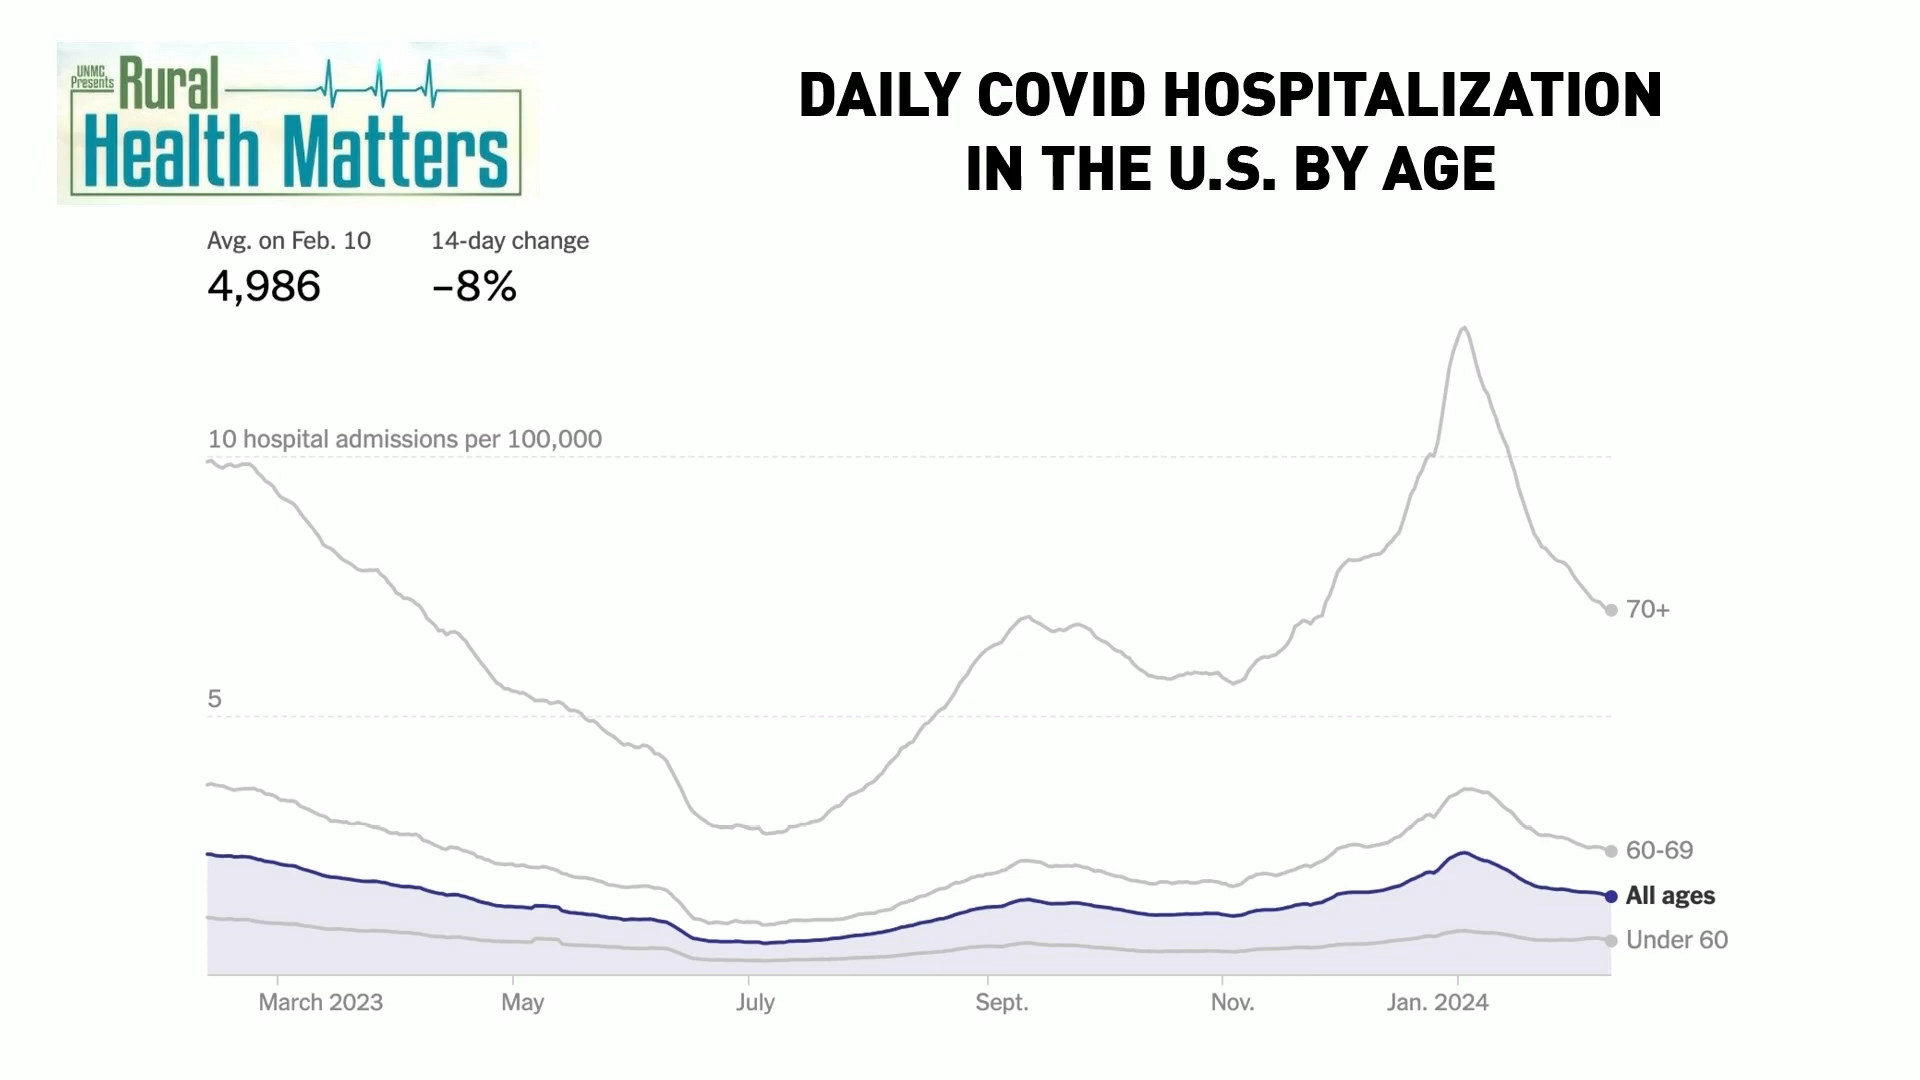 UNMC
Presents
Rural
Health Matters
DAILY COVID HOSPITALIZATION
IN THE U.S. BY AGE
Avg. on Feb. 10
14-day change
4,986
–8%
10 hospital admissions per 100,000
5
70+
60-69
All ages
Under 60
March 2023
May
July
Sept.
Nov.
Jan. 2024